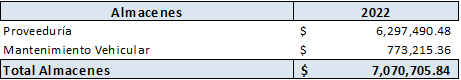 Almacenes 2022
Proveeduría $ 6,297,490.48
Mantenimiento Vehicular $ 773,215.36
Total Almacenes $ 7,070,705.84